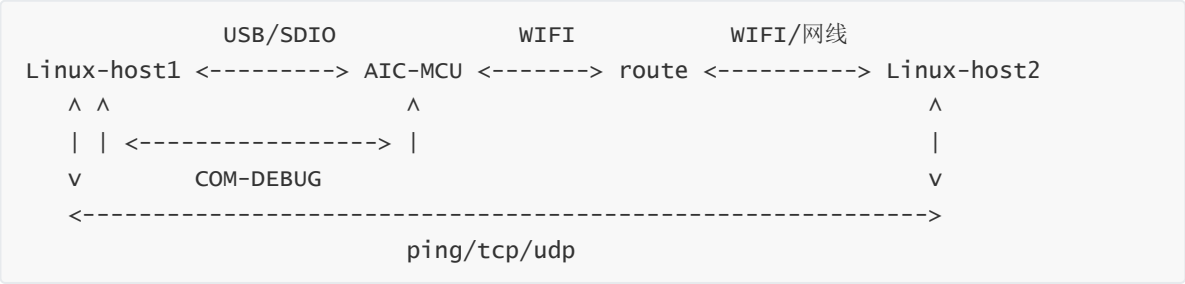 USB/SDIO WIFI WIFI/网线
Linux-host1 <---------> AIC-MCU <-------> route <----------> Linux-host2
^ ^ ^ ^
| | <-----------------> | |
v COM-DEBUG v
<--------------------------------------------------------->
ping/tcp/udp